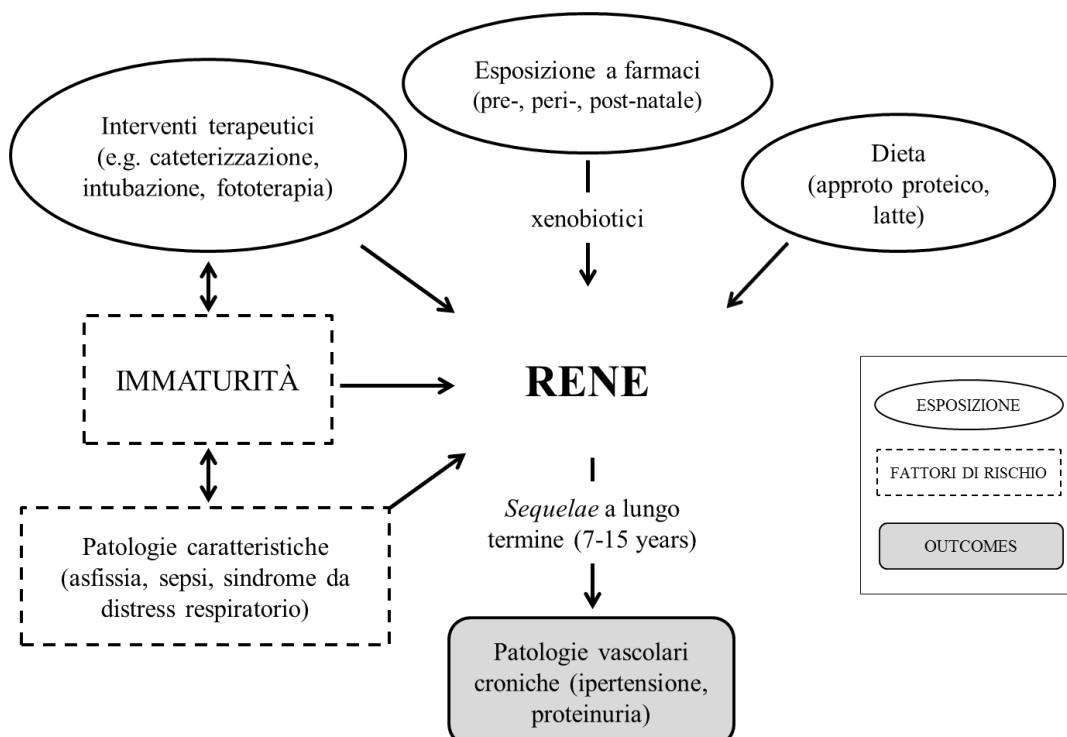 Esposizione a farmaci
(pre-, peri-, post-natale)
Interventi terapeutici
(e.g. cateterizzazione,
intubazione, fototerapia)
Dieta
(approto proteico,
latte)
xenobiotici
IMMATURITÀ
RENE
ESPOSIZIONE
FATTORI DI RISCHIO
OUTCOMES
Sequelae a lungo
termine (7-15 years)
Patologie caratteristiche
(asfissia, sepsi, sindrome da
distress respiratorio)
Patologie vascolari
croniche (ipertensione,
proteinuria)